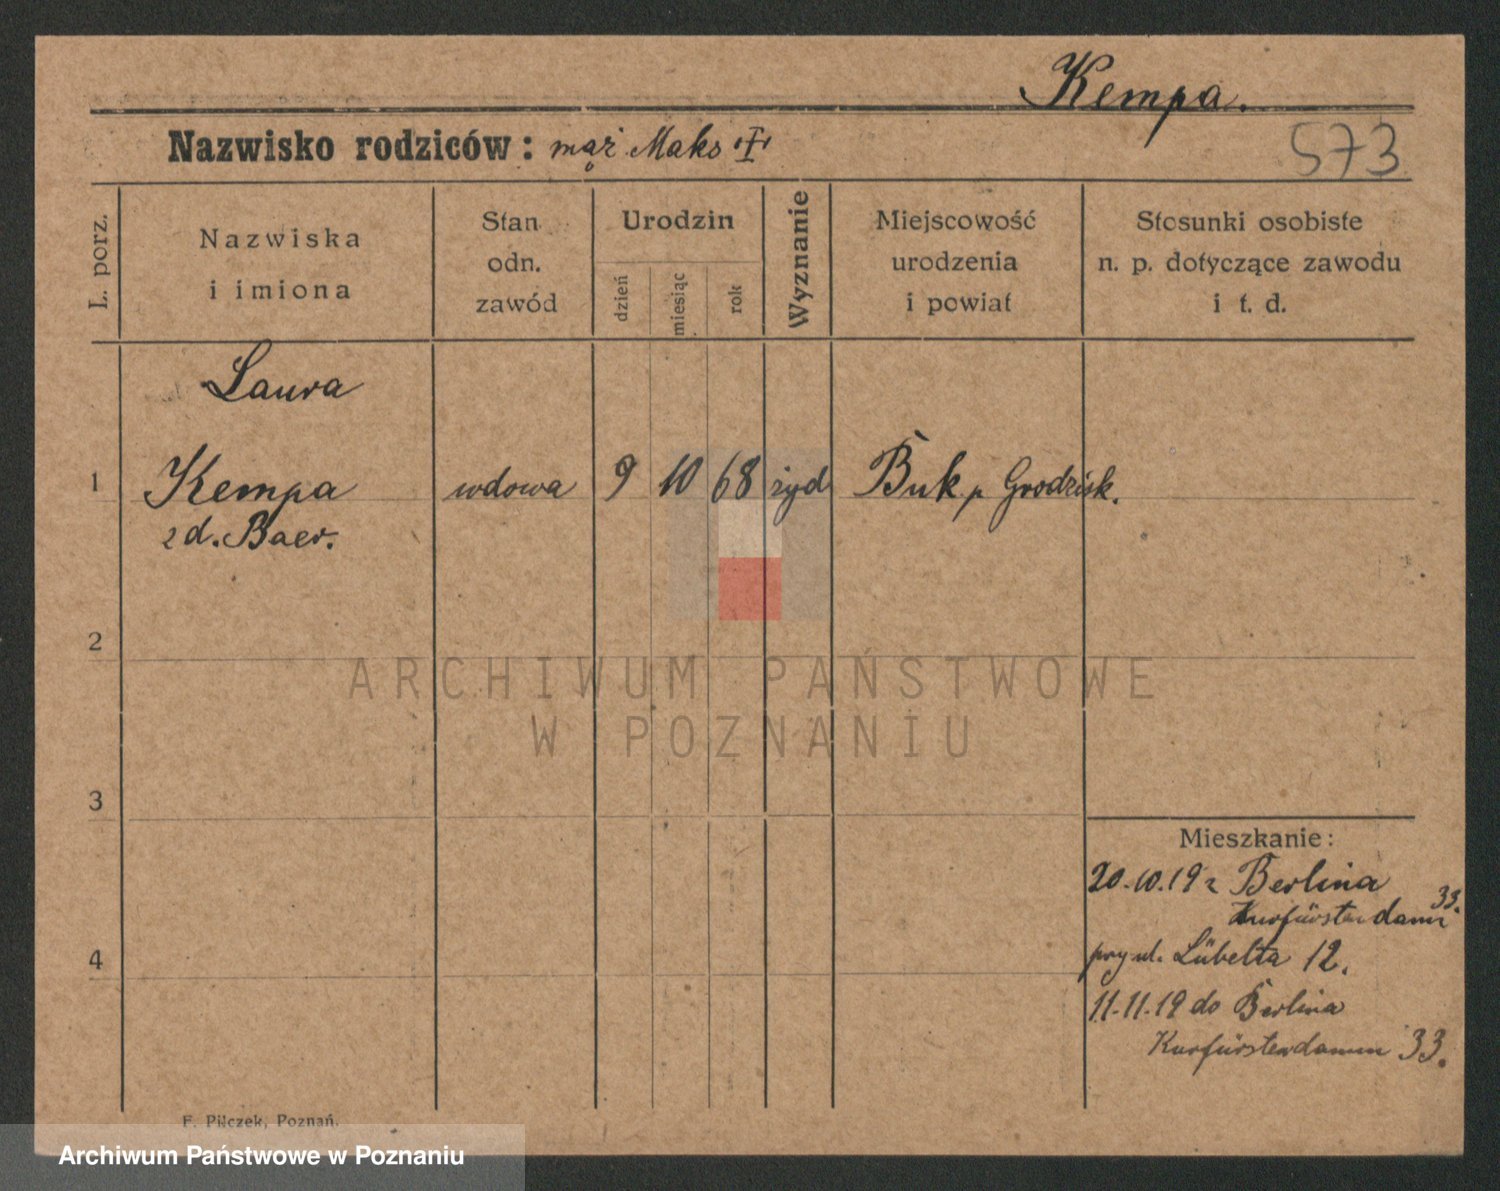 Kempa.
Nazwisko rodziców: mąż Maks
573
L. porz.
Nazwiska
i imiona
Stan
odn.
zawód
Urodzin
dzień
miesiąc
rok
Wyznanie
Miejscowość
urodzenia
i powiat
Stosunki osobiste
n. p. dotyczące zawodu
i t. d.
Laura
1 Kempa wdowa 9 10 68 żyd Buk p Grodzisk.
z d. Baer.
2
ARCHIWUM PAŃSTWOWE
W POZNANIU
3
Mieszkanie:
20.10.19 z Berlina
Kurfürstendamm 33.
przy ul. Lübelta 12.
4
11.11.19 do Berlina
Kurfürstendamm 33.
F. Pilczek, Poznań.
Archiwum Państwowe w Poznaniu